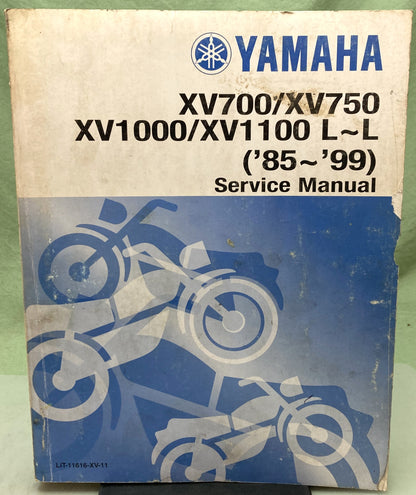 YAMAHA
XV700/XV750
XV1000/XV1100 L~L
('85~'99)
Service Manual
LIT-11616-XV-11